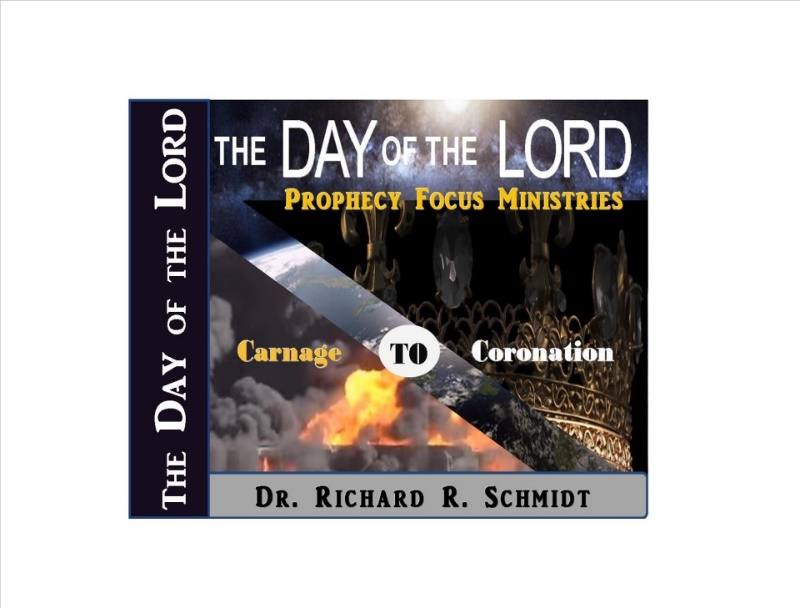 THE DAY OF THE LORD
THE DAY OF THE LORD
PROPHECY FOCUS MINISTRIES
Carnage TO Coronation
DR. RICHARD R. SCHMIDT